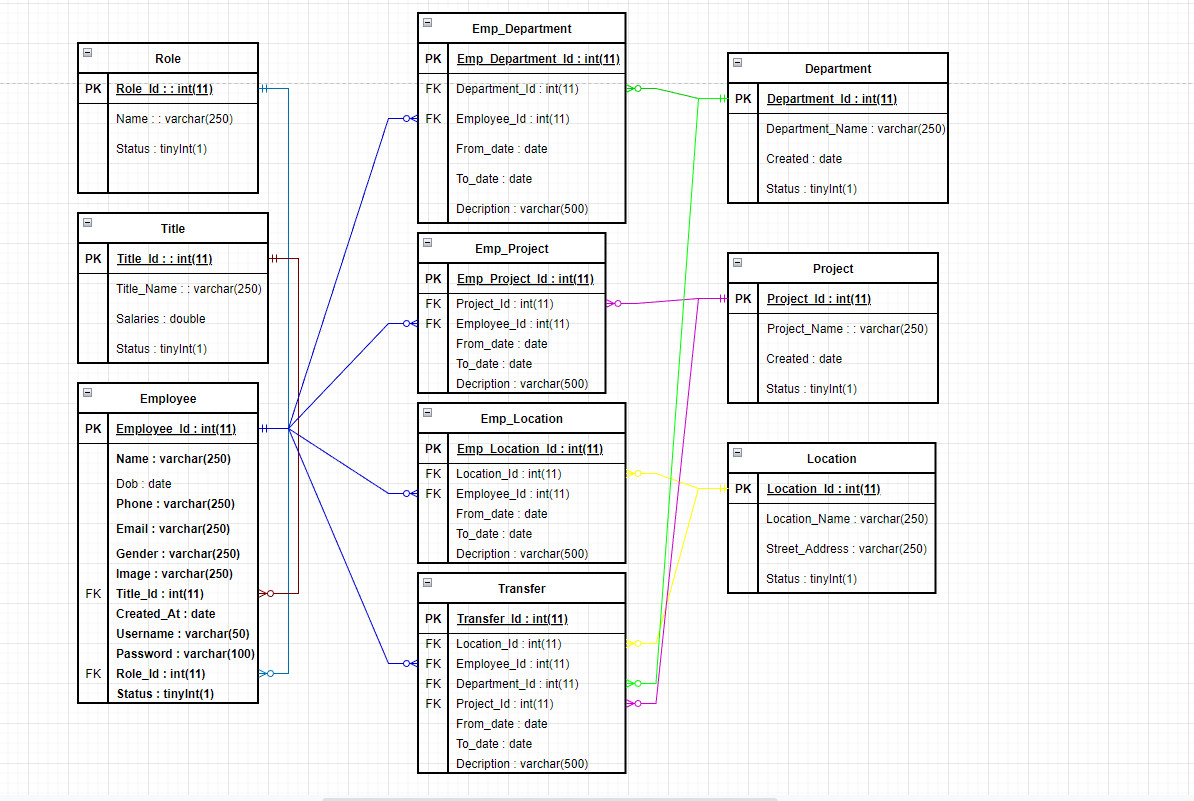 Role
PK Role_Id : : int(11)
Name : : varchar(250)
Status : tinyInt(1)
Title
PK Title_Id : : int(11)
Title_Name : : varchar(250)
Salaries : double
Status : tinyInt(1)
Employee
PK Employee_Id : int(11)
Name : varchar(250)
Dob : date
Phone : varchar(250)
Email : varchar(250)
Gender : varchar(250)
Image : varchar(250)
FK Title_Id : int(11)
Created_At : date
Username : varchar(50)
Password : varchar(100)
FK Role_Id : int(11)
Status : tinyInt(1)
Emp_Department
PK Emp_Department_Id : int(11)
FK Department_Id : int(11)
FK Employee_Id : int(11)
From_date : date
To_date : date
Decription : varchar(500)
Emp_Project
PK Emp_Project_Id : int(11)
FK Project_Id : int(11)
FK Employee_Id : int(11)
From_date : date
To_date : date
Decription : varchar(500)
Emp_Location
PK Emp_Location_Id : int(11)
FK Location_Id : int(11)
FK Employee_Id : int(11)
From_date : date
To_date : date
Decription : varchar(500)
Transfer
PK Transfer_Id : int(11)
FK Location_Id : int(11)
FK Employee_Id : int(11)
FK Department_Id : int(11)
FK Project_Id : int(11)
From_date : date
To_date : date
Decription : varchar(500)
Department
PK Department_Id : int(11)
Department_Name : varchar(250)
Created : date
Status : tinyInt(1)
Project
PK Project_Id : int(11)
Project_Name : : varchar(250)
Created : date
Status : tinyInt(1)
Location
PK Location_Id : int(11)
Location_Name : varchar(250)
Street_Address : varchar(250)
Status : tinyInt(1)